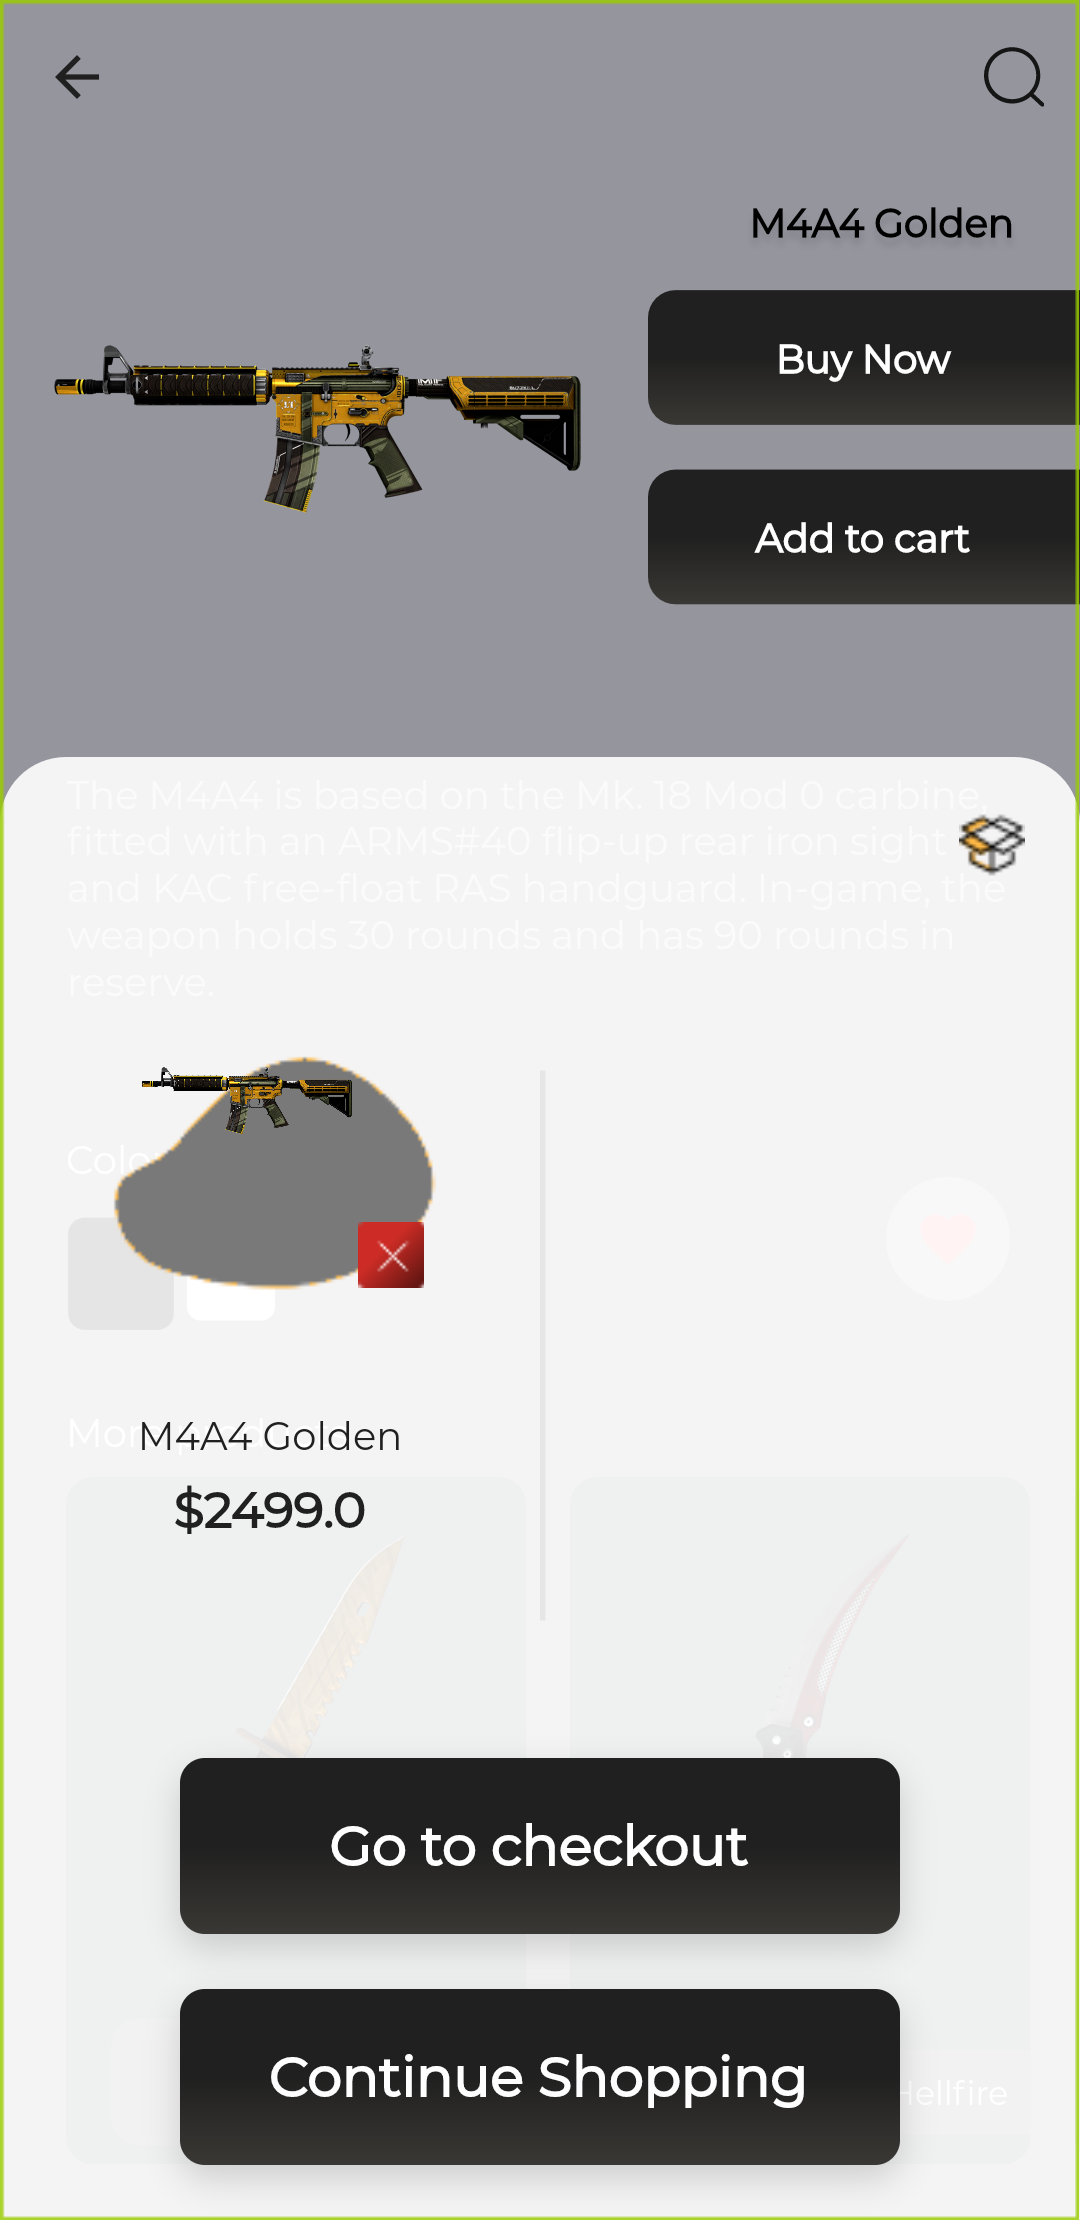 M4A4 Golden
Buy Now
Add to cart
The M4A4 is based on the Mk. 18 Mod 0 carbine,
fitted with an ARMS#40 flip-up rear iron sight
and KAC free-float RAS handguard. In-game, the
weapon holds 30 rounds and has 90 rounds in
reserve.
M4A4 Golden
$2499.0
Go to checkout
Continue Shopping
Hellfire